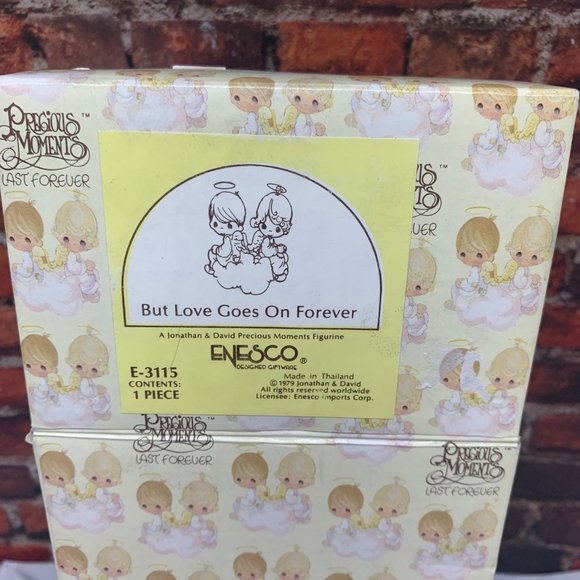 PRECIOUS MOMENTS™
LAST FOREVER
But Love Goes On Forever
A Jonathan & David Precious Moments Figurine
ENESCO®
DESIGNED GIFTWARE
E-3115
CONTENTS:
1 PIECE
Made in Thailand
© 1979 Jonathan & David
All rights reserved worldwide
Licensee: Enesco Imports Corp.
PRECIOUS MOMENTS
LAST FOREVER
PRECIOUS MOMENTS
LAST FOREVER